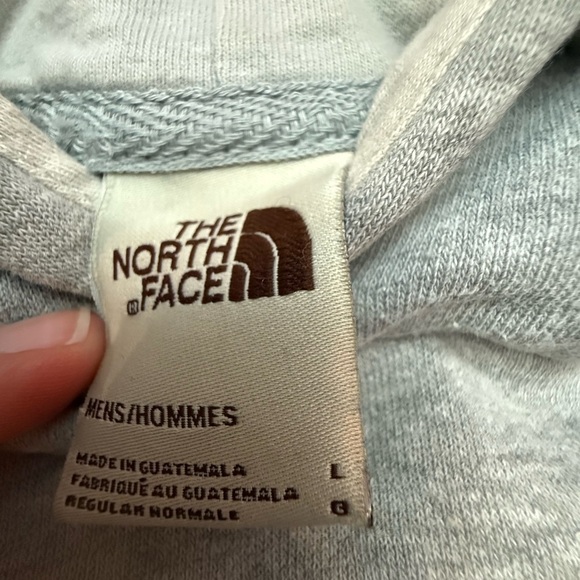 THE
NORTH
® FACE
MENS/HOMMES
MADE IN GUATEMALA L
FABRIQUÉ AU GUATEMALA G
REGULAR NORMALE